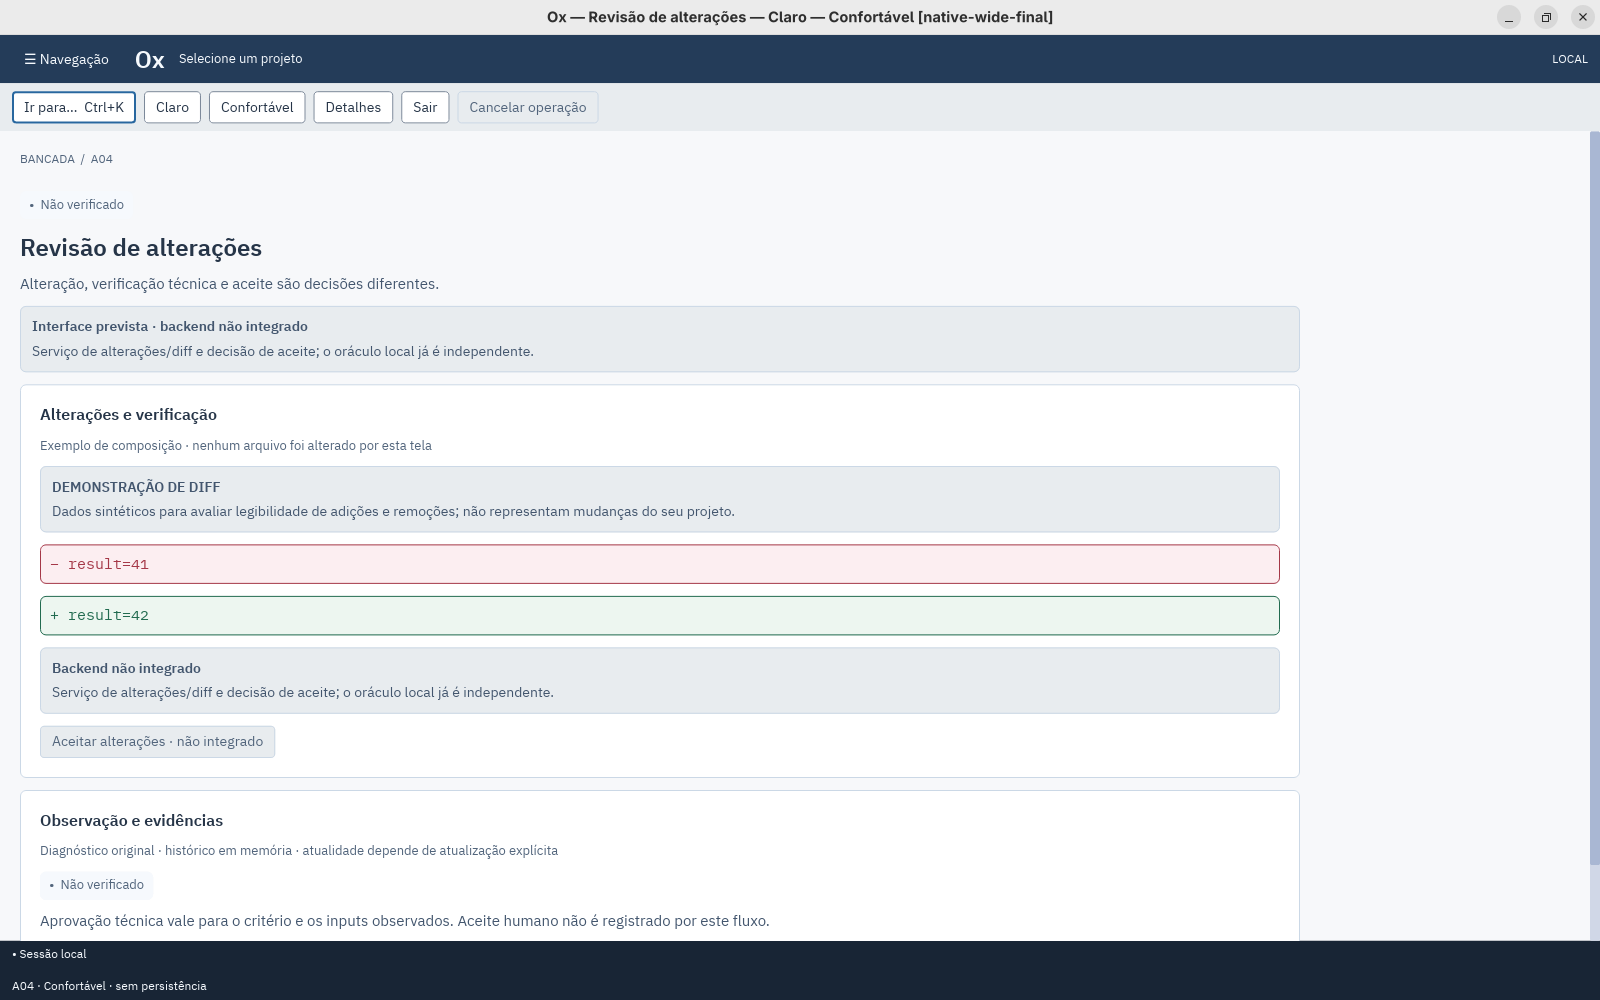 Ox — Revisão de alterações — Claro — Confortável [native-wide-final]
☰ Navegação Ox Selecione um projeto LOCAL
Ir para... Ctrl+K Claro Confortável Detalhes Sair Cancelar operação
BANCADA / A04
• Não verificado
Revisão de alterações
Alteração, verificação técnica e aceite são decisões diferentes.
Interface prevista · backend não integrado
Serviço de alterações/diff e decisão de aceite; o oráculo local já é independente.
Alterações e verificação
Exemplo de composição · nenhum arquivo foi alterado por esta tela
DEMONSTRAÇÃO DE DIFF
Dados sintéticos para avaliar legibilidade de adições e remoções; não representam mudanças do seu projeto.
− result=41
+ result=42
Backend não integrado
Serviço de alterações/diff e decisão de aceite; o oráculo local já é independente.
Aceitar alterações · não integrado
Observação e evidências
Diagnóstico original · histórico em memória · atualidade depende de atualização explícita
• Não verificado
Aprovação técnica vale para o critério e os inputs observados. Aceite humano não é registrado por este fluxo.
• Sessão local
A04 · Confortável · sem persistência